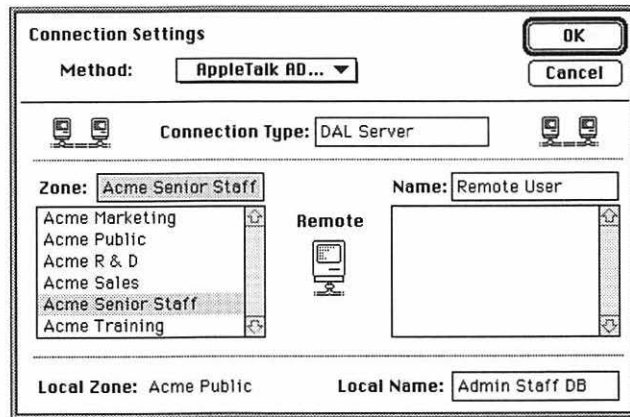 Connection Settings
OK
Method: AppleTalk AD...
Cancel
Connection Type: DAL Server
Zone: Acme Senior Staff
Name: Remote User
Acme Marketing
Acme Public
Acme R & D
Acme Sales
Acme Senior Staff
Acme Training
Remote
Local Zone: Acme Public
Local Name: Admin Staff DB